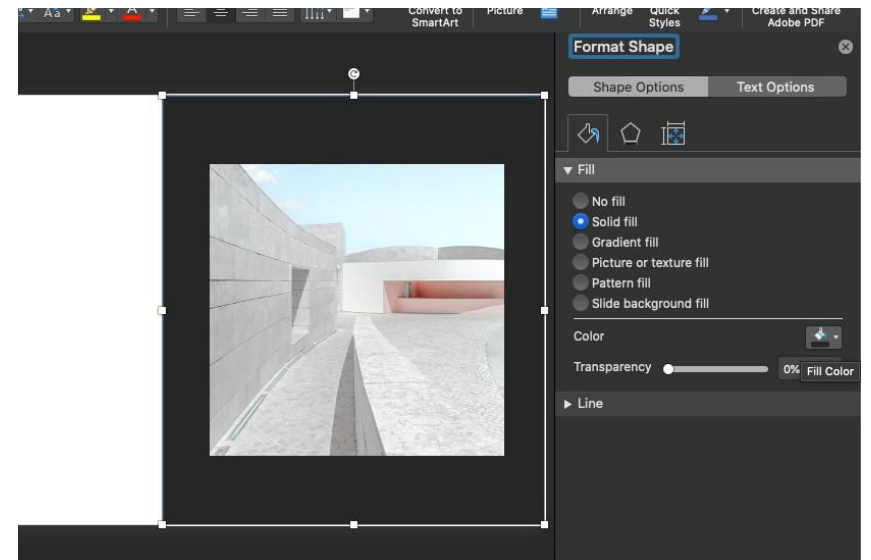 Aa A
Convert to Picture Arrange Quick Create and Share
SmartArt Styles Adobe PDF
Format Shape
Shape Options Text Options
Fill
No fill
Solid fill
Gradient fill
Picture or texture fill
Pattern fill
Slide background fill
Color
Transparency 0% Fill Color
Line